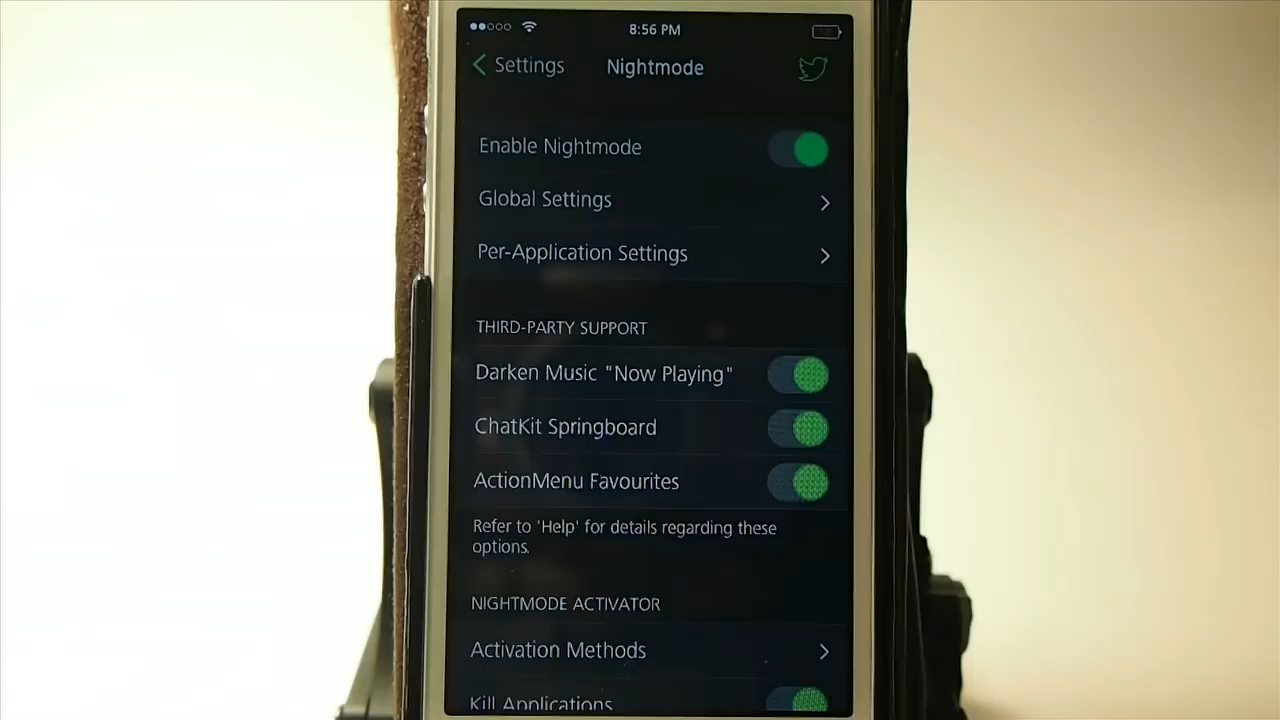 8:56 PM
Settings
Nightmode
Enable Nightmode
Global Settings
Per-Application Settings
THIRD-PARTY SUPPORT
Darken Music "Now Playing"
ChatKit Springboard
ActionMenu Favourites
Refer to 'Help' for details regarding these
options.
NIGHTMODE ACTIVATOR
Activation Methods
Kill Applications